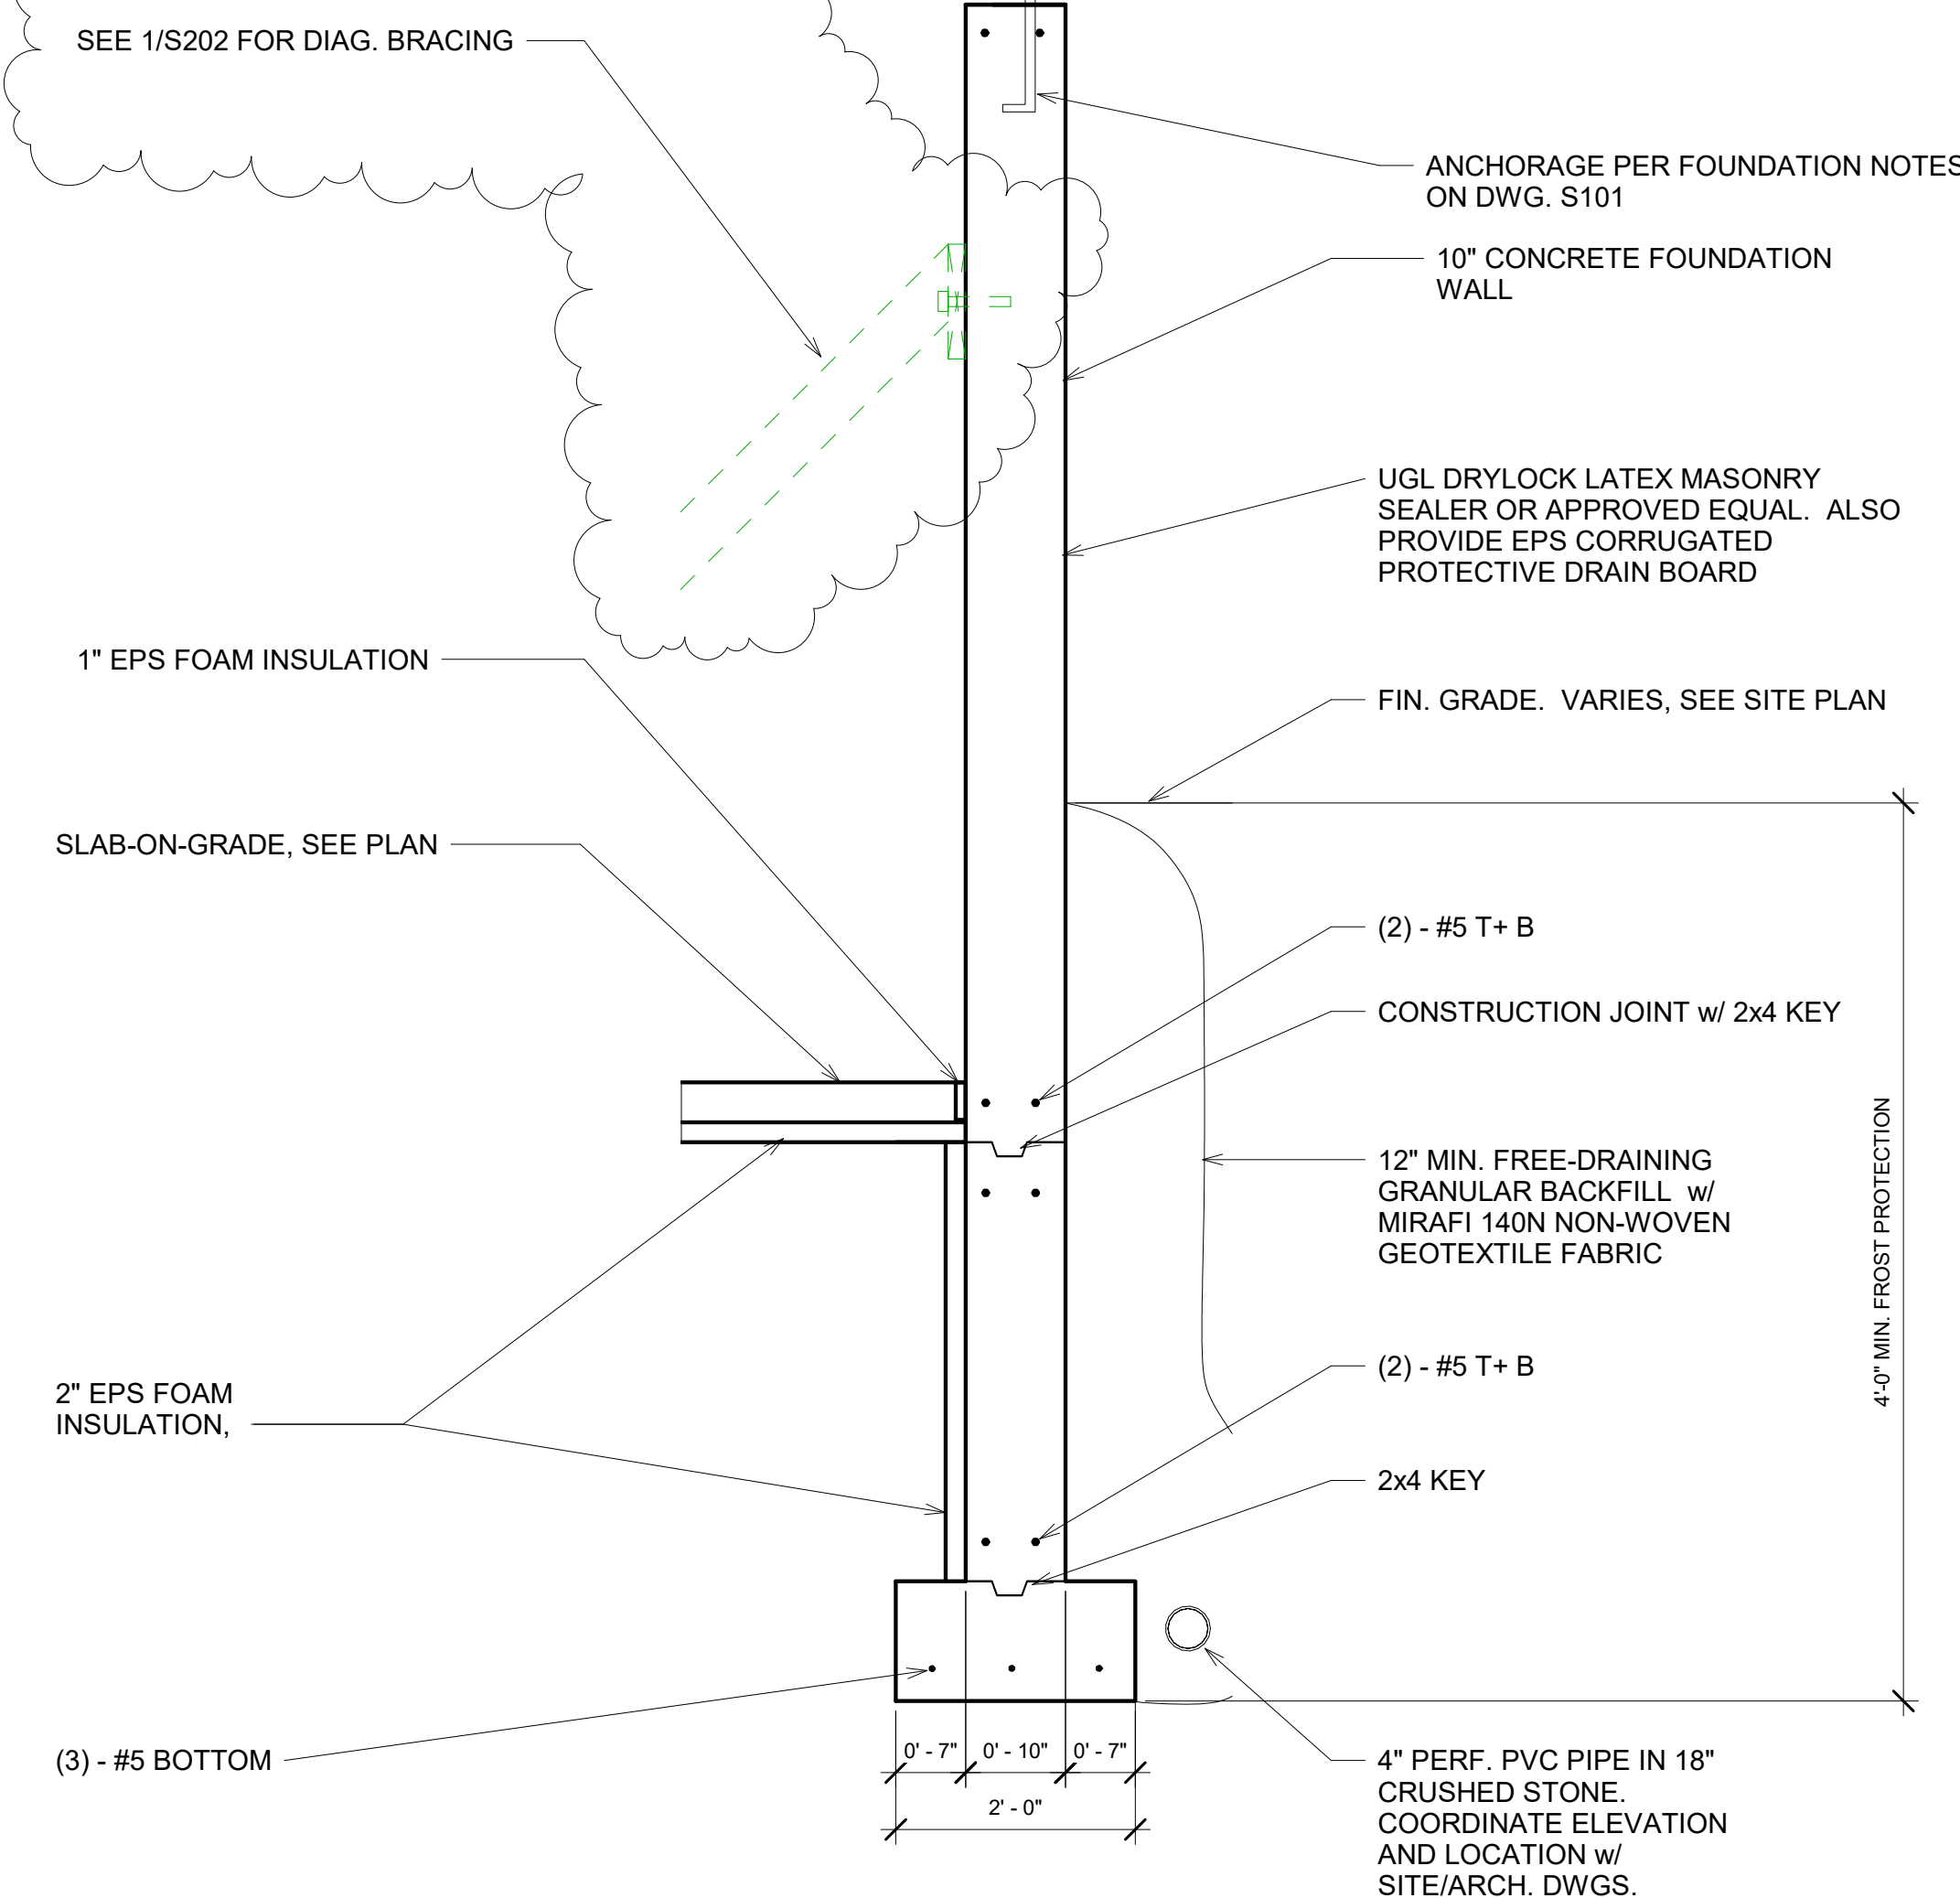 SEE 1/S202 FOR DIAG. BRACING
ANCHORAGE PER FOUNDATION NOTES
ON DWG. S101
10" CONCRETE FOUNDATION
WALL
UGL DRYLOCK LATEX MASONRY
SEALER OR APPROVED EQUAL. ALSO
PROVIDE EPS CORRUGATED
PROTECTIVE DRAIN BOARD
1" EPS FOAM INSULATION
FIN. GRADE. VARIES, SEE SITE PLAN
SLAB-ON-GRADE, SEE PLAN
(2) - #5 T+ B
CONSTRUCTION JOINT w/ 2x4 KEY
4'-0" MIN. FROST PROTECTION
12" MIN. FREE-DRAINING
GRANULAR BACKFILL w/
MIRAFI 140N NON-WOVEN
GEOTEXTILE FABRIC
(2) - #5 T+ B
2" EPS FOAM
INSULATION,
2x4 KEY
(3) - #5 BOTTOM
0' - 7"
0' - 10"
0' - 7"
2' - 0"
4" PERF. PVC PIPE IN 18"
CRUSHED STONE.
COORDINATE ELEVATION
AND LOCATION w/
SITE/ARCH. DWGS.